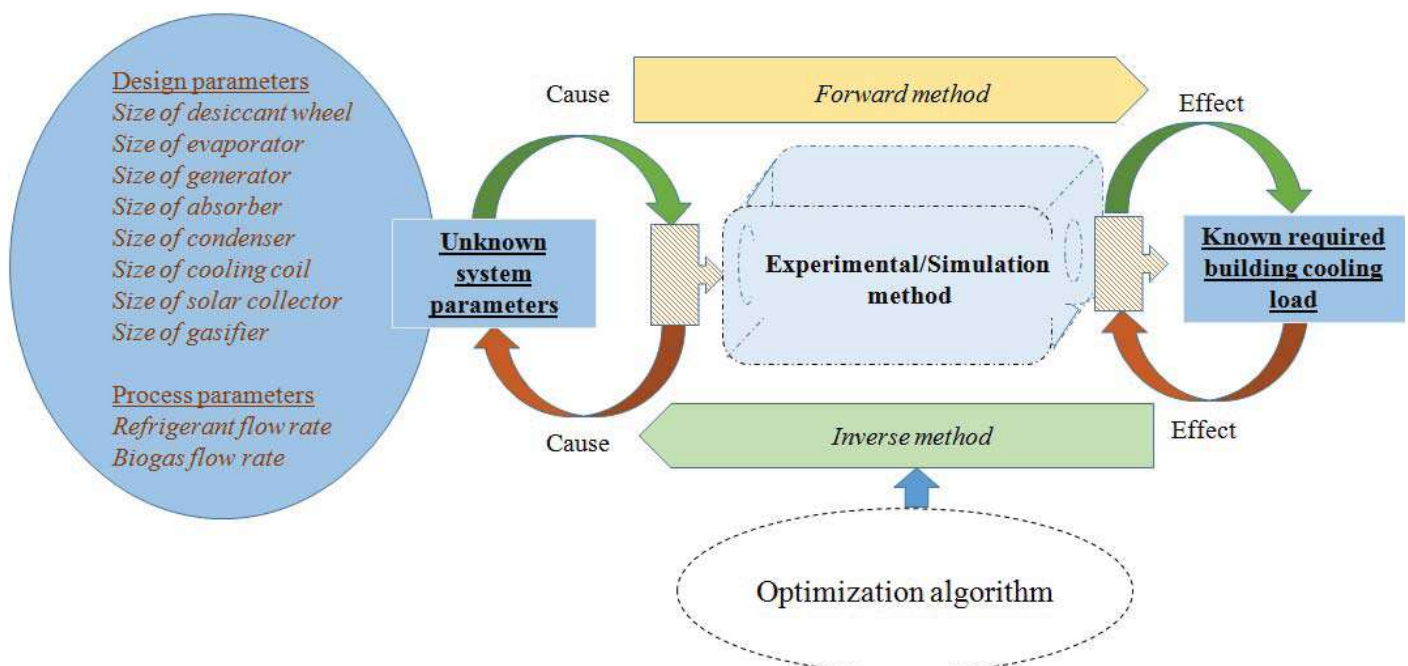 Design parameters
Size of desiccant wheel
Size of evaporator
Size of generator
Size of absorber
Size of condenser
Size of cooling coil
Size of solar collector
Size of gasifier
Process parameters
Refrigerant flow rate
Biogas flow rate
Unknown
system
parameters
Cause
Forward method
Effect
Experimental/Simulation
method
Known required
building cooling
load
Cause
Inverse method
Effect
Optimization algorithm